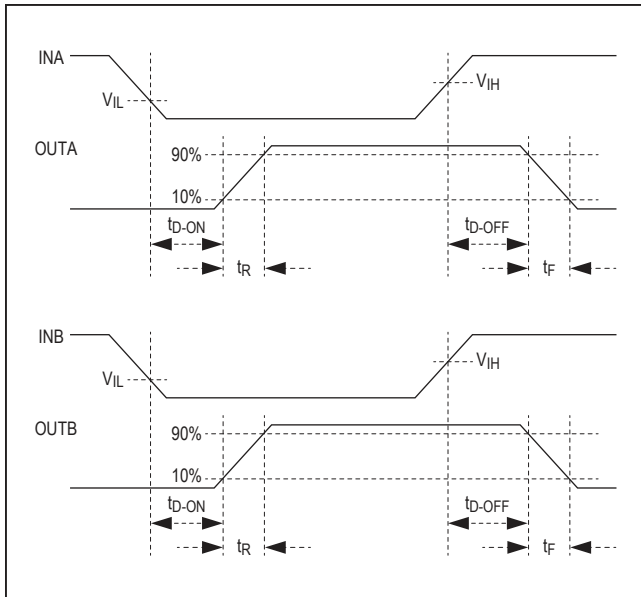 INA
VIL
VIH
OUTA
90%
10%
tD-ON
tD-OFF
tR
tF
INB
VIL
VIH
OUTB
90%
10%
tD-ON
tD-OFF
tR
tF